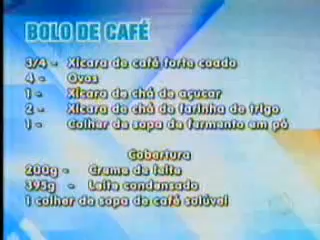 BOLO DE CAFÉ
3/4 - Xícara de café forte coado
4 - Ovos
1 - Xícara de chá de açucar
2 - Xícara de chá de farinha de trigo
1 - Colher de sopa de fermento em pó
Cobertura
200g - Creme de leite
395g - Leite condensado
1 colher de sopa de café solúvel